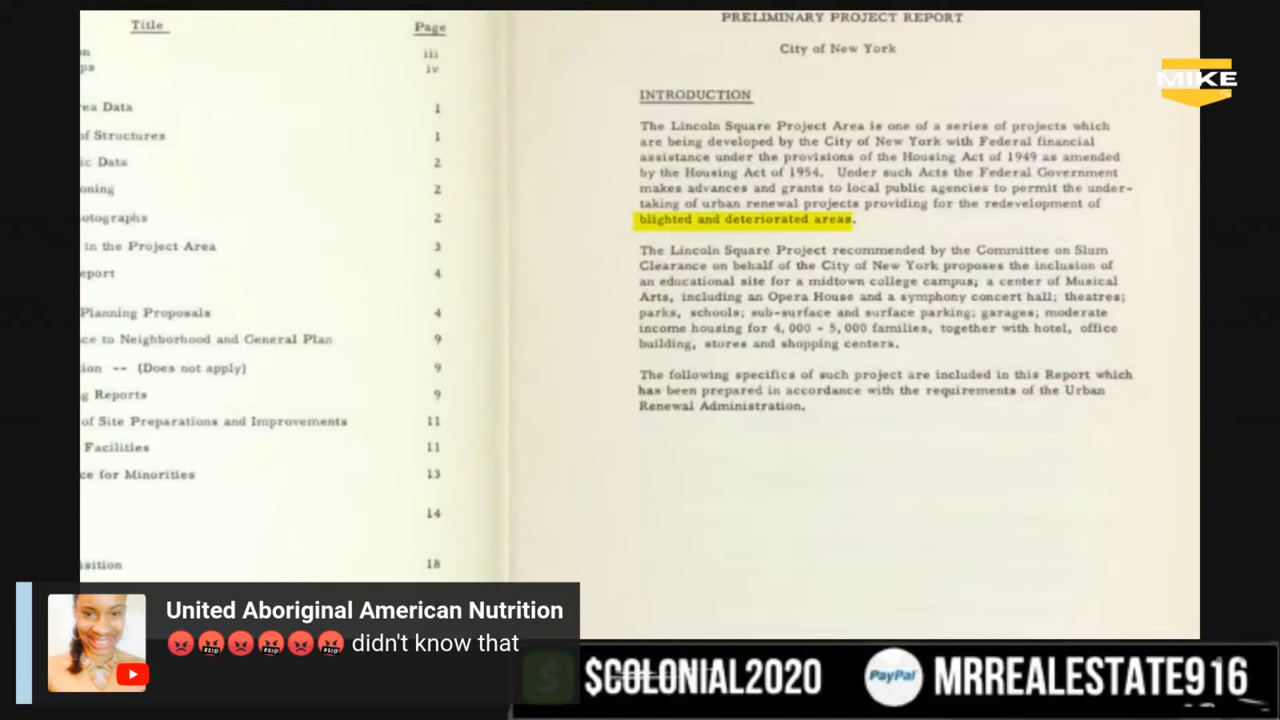 Title Page
iii
iv
ea Data 1
of Structures 1
ic Data 2
oning 2
otographs 2
in the Project Area 3
eport 4
Planning Proposals 4
ce to Neighborhood and General Plan 9
ion -- (Does not apply) 9
g Reports 9
of Site Preparations and Improvements 11
Facilities 11
ce for Minorities 13
14
sition 18
PRELIMINARY PROJECT REPORT
City of New York
INTRODUCTION
The Lincoln Square Project Area is one of a series of projects which
are being developed by the City of New York with Federal financial
assistance under the provisions of the Housing Act of 1949 as amended
by the Housing Act of 1954. Under such Acts the Federal Government
makes advances and grants to local public agencies to permit the under-
taking of urban renewal projects providing for the redevelopment of
blighted and deteriorated areas.
The Lincoln Square Project recommended by the Committee on Slum
Clearance on behalf of the City of New York proposes the inclusion of
an educational site for a midtown college campus; a center of Musical
Arts, including an Opera House and a symphony concert hall; theatres;
parks, schools; sub-surface and surface parking; garages; moderate
income housing for 4,000 - 5,000 families, together with hotel, office
building, stores and shopping centers.
The following specifics of such project are included in this Report which
has been prepared in accordance with the requirements of the Urban
Renewal Administration.
MIKE
United Aboriginal American Nutrition
😡🤬😡🤬😡🤬 didn't know that
$COLONIAL2020
PayPal
MRREALESTATE916